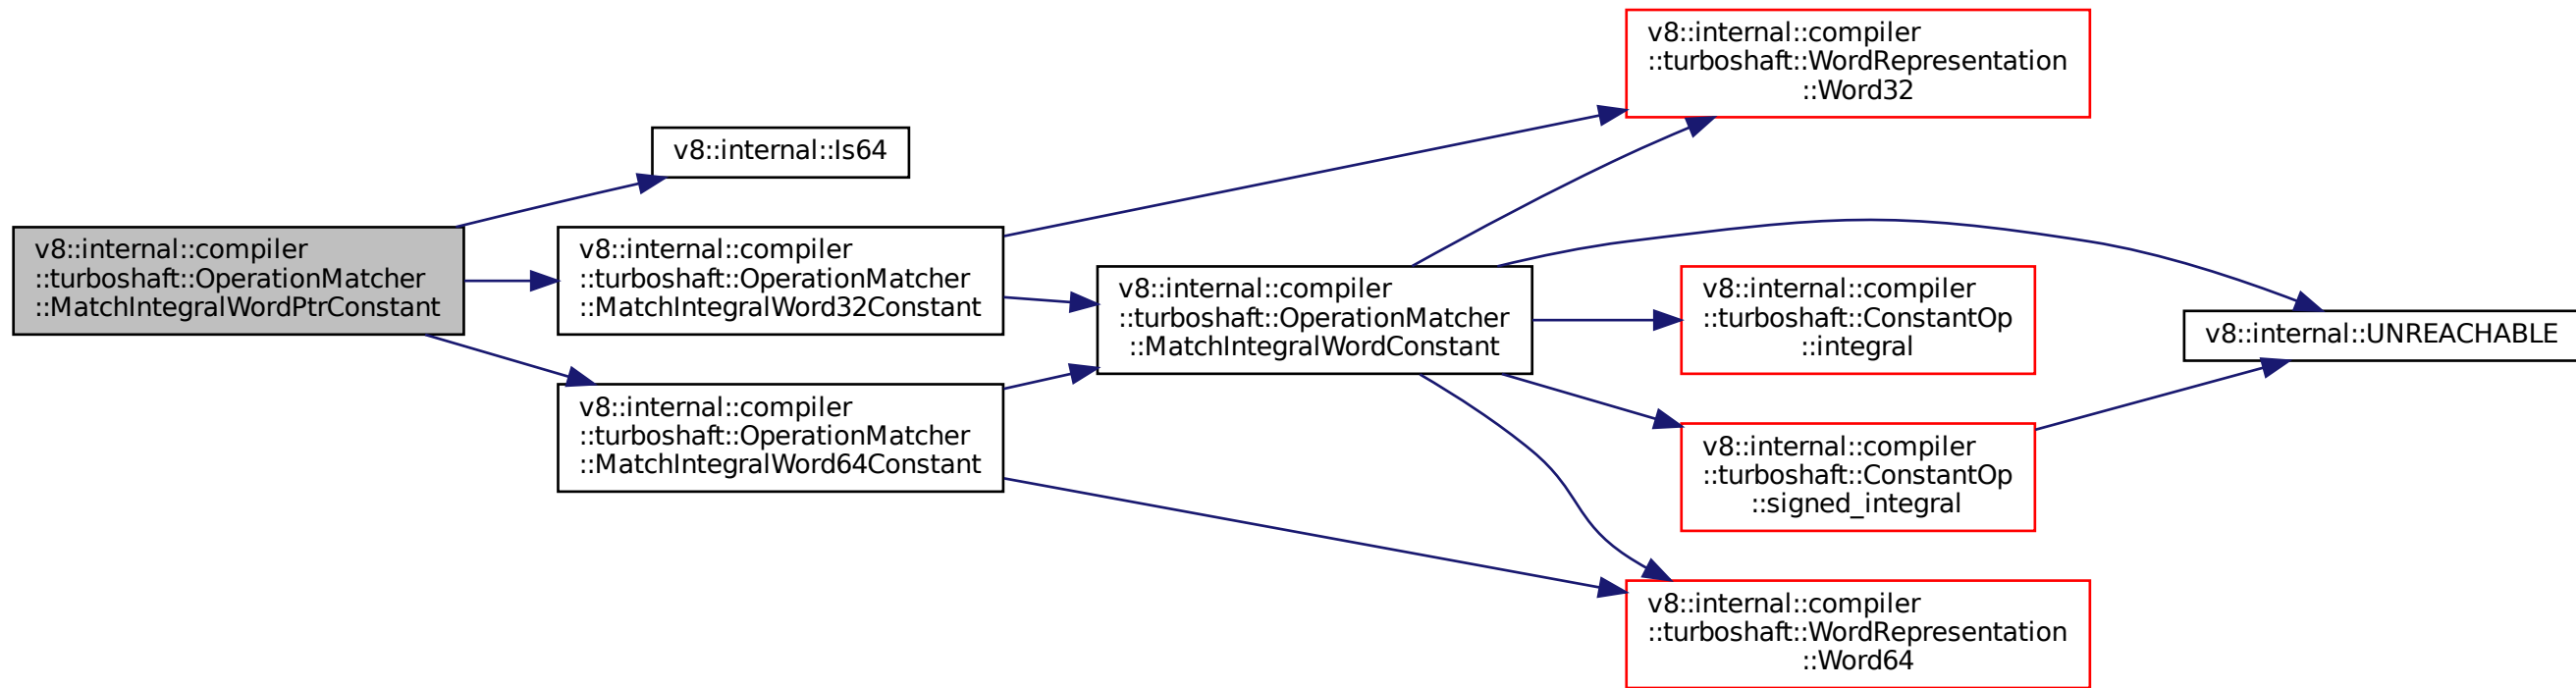 v8::internal::compiler
::turboshaft::OperationMatcher
::MatchIntegralWordPtrConstant
v8::internal::Is64
v8::internal::compiler
::turboshaft::OperationMatcher
::MatchIntegralWord32Constant
v8::internal::compiler
::turboshaft::OperationMatcher
::MatchIntegralWord64Constant
v8::internal::compiler
::turboshaft::OperationMatcher
::MatchIntegralWordConstant
v8::internal::compiler
::turboshaft::WordRepresentation
::Word32
v8::internal::compiler
::turboshaft::ConstantOp
::integral
v8::internal::compiler
::turboshaft::ConstantOp
::signed_integral
v8::internal::compiler
::turboshaft::WordRepresentation
::Word64
v8::internal::UNREACHABLE